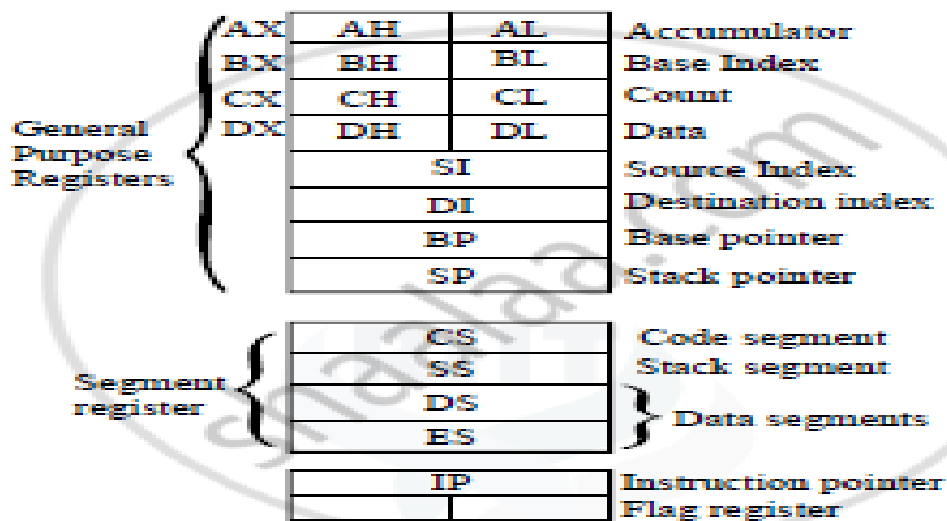 AX AH AL Accumulator
BX BH BL Base Index
CX CH CL Count
DX DH DL Data
General
Purpose
Registers
SI Source Index
DI Destination index
BP Base pointer
SP Stack pointer
CS Code segment
SS Stack segment
Segment
register
DS
Data segments
ES
IP Instruction pointer
Flag register
shaalaa.com